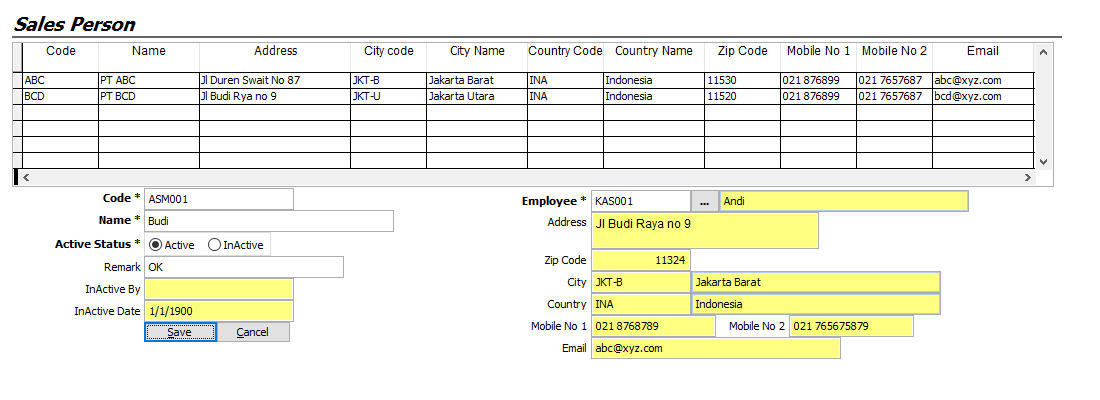 Sales Person
Code Name Address City code City Name Country Code Country Name Zip Code Mobile No 1 Mobile No 2 Email
ABC PT ABC Jl Duren Swait No 87 JKT-B Jakarta Barat INA Indonesia 11530 021 876899 021 7657687 abc@xyz.com
BCD PT BCD Jl Budi Rya no 9 JKT-U Jakarta Utara INA Indonesia 11520 021 876899 021 7657687 bcd@xyz.com
Code * ASM001
Name * Budi
Active Status * Active InActive
Remark OK
InActive By
InActive Date 1/1/1900
Save Cancel
Employee * KAS001 ... Andi
Address Jl Budi Raya no 9
Zip Code 11324
City JKT-B Jakarta Barat
Country INA Indonesia
Mobile No 1 021 8768789 Mobile No 2 021 765675879
Email abc@xyz.com